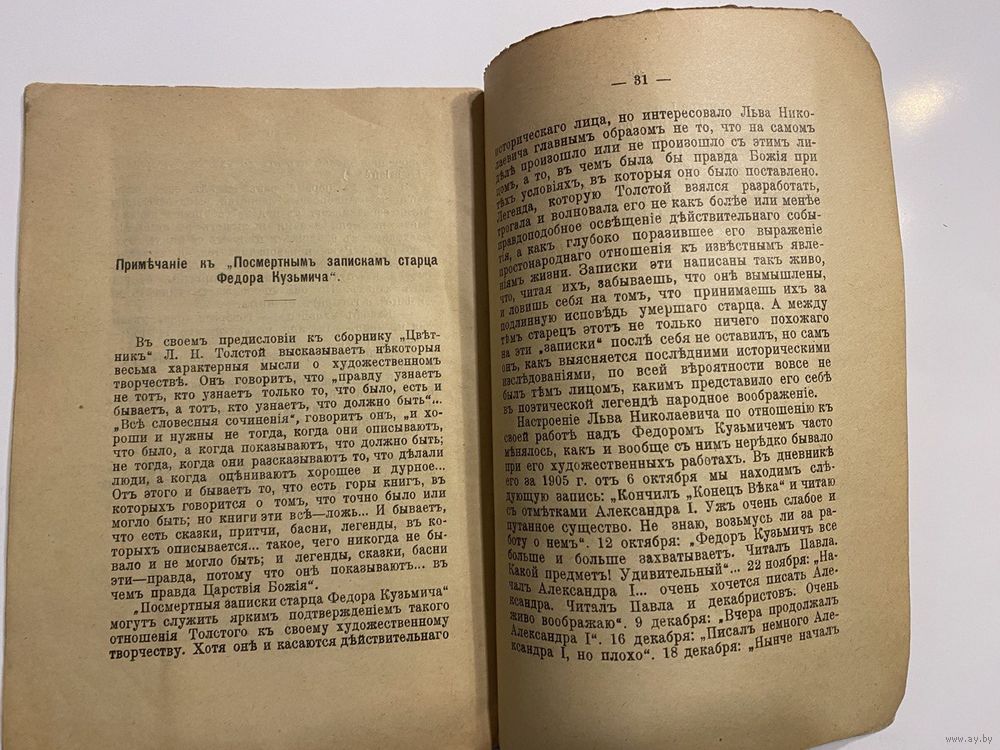 Примѣчаніе къ „Посмертнымъ запискамъ старца
Федора Кузьмича“.
Въ своемъ предисловіи къ сборнику „Цвѣт-
никъ“ Л. Н. Толстой высказываетъ нѣкоторыя
весьма характерныя мысли о художественномъ
творчествѣ. Онъ говоритъ, что „правду узнаетъ
не тотъ, кто узнаетъ только то, что было, есть и
бываетъ, а тотъ, кто узнаетъ, что должно быть“...
„Всѣ словесныя сочиненія“, говоритъ онъ, „и хо-
роши и нужны не тогда, когда они описываютъ,
что было, а когда показываютъ, что должно быть;
не тогда, когда они разсказываютъ то, что дѣлали
люди, а когда оцѣниваютъ хорошее и дурное...
Отъ этого и бываетъ то, что есть горы книгъ, въ
которыхъ говорится о томъ, что точно было или
могло быть; но книги эти всѣ—ложь... И бываетъ,
что есть сказки, притчи, басни, легенды, въ ко-
торыхъ описывается... такое, чего никогда не бы-
вало и не могло быть; и легенды, сказки, басни
эти—правда, потому что онѣ показываютъ... въ
чемъ правда Царствія Божія“.
„Посмертныя записки старца Федора Кузьмича“
могутъ служить яркимъ подтвержденіемъ такого
отношенія Толстого къ своему художественному
творчеству. Хотя онѣ и касаются дѣйствительнаго
— 31 —
историческаго лица, но интересовало Льва Нико-
лаевича главнымъ образомъ не то, что на самомъ
дѣлѣ произошло или не произошло съ этимъ ли-
цомъ, а то, въ чемъ была бы правда Божія при
тѣхъ условіяхъ, въ которыя оно было поставлено.
Легенда, которую Толстой взялся разработать,
трогала и волновала его не какъ болѣе или менѣе
правдоподобное освѣщеніе дѣйствительнаго собы-
тія, а какъ глубоко поразившее его выраженіе
простонароднаго отношенія къ извѣстнымъ явле-
ніямъ жизни. Записки эти написаны такъ живо,
что, читая ихъ, забываешь, что онѣ вымышлены,
и ловишь себя на томъ, что принимаешь ихъ за
подлинную исповѣдь умершаго старца. А между
тѣмъ старецъ этотъ не только ничего похожаго
на эти „записки“ послѣ себя не оставилъ, но самъ
онъ, какъ выясняется послѣдними историческими
изслѣдованіями, по всей вѣроятности вовсе не
былъ тѣмъ лицомъ, какимъ представило его себѣ
въ поэтической легендѣ народное воображеніе.
Настроеніе Льва Николаевича по отношенію къ
своей работѣ надъ Федоромъ Кузьмичемъ часто
мѣнялось, какъ и вообще съ нимъ нерѣдко бывало
при его художественныхъ работахъ. Въ дневникѣ
его за 1905 г. отъ 6 октября мы находимъ слѣ-
дующую запись: „Кончилъ „Конецъ Вѣка“ и читаю
съ отмѣтками Александра I. Ужъ очень слабое и
путанное существо. Не знаю, возьмусь ли за ра-
боту о немъ“. 12 октября: „Федоръ Кузьмичъ все
больше и больше захватываетъ. Читалъ Павла.
Какой предметъ! Удивительный“... 22 ноября: „На-
чалъ Александра I... очень хочется писать Але-
ксандра. Читалъ Павла и декабристовъ. Очень
живо воображаю“. 9 декабря: „Вчера продолжалъ
Александра I“. 16 декабря: „Писалъ немного Але-
ксандра I, но плохо“. 18 декабря: „Нынче началъ
www.ay.by